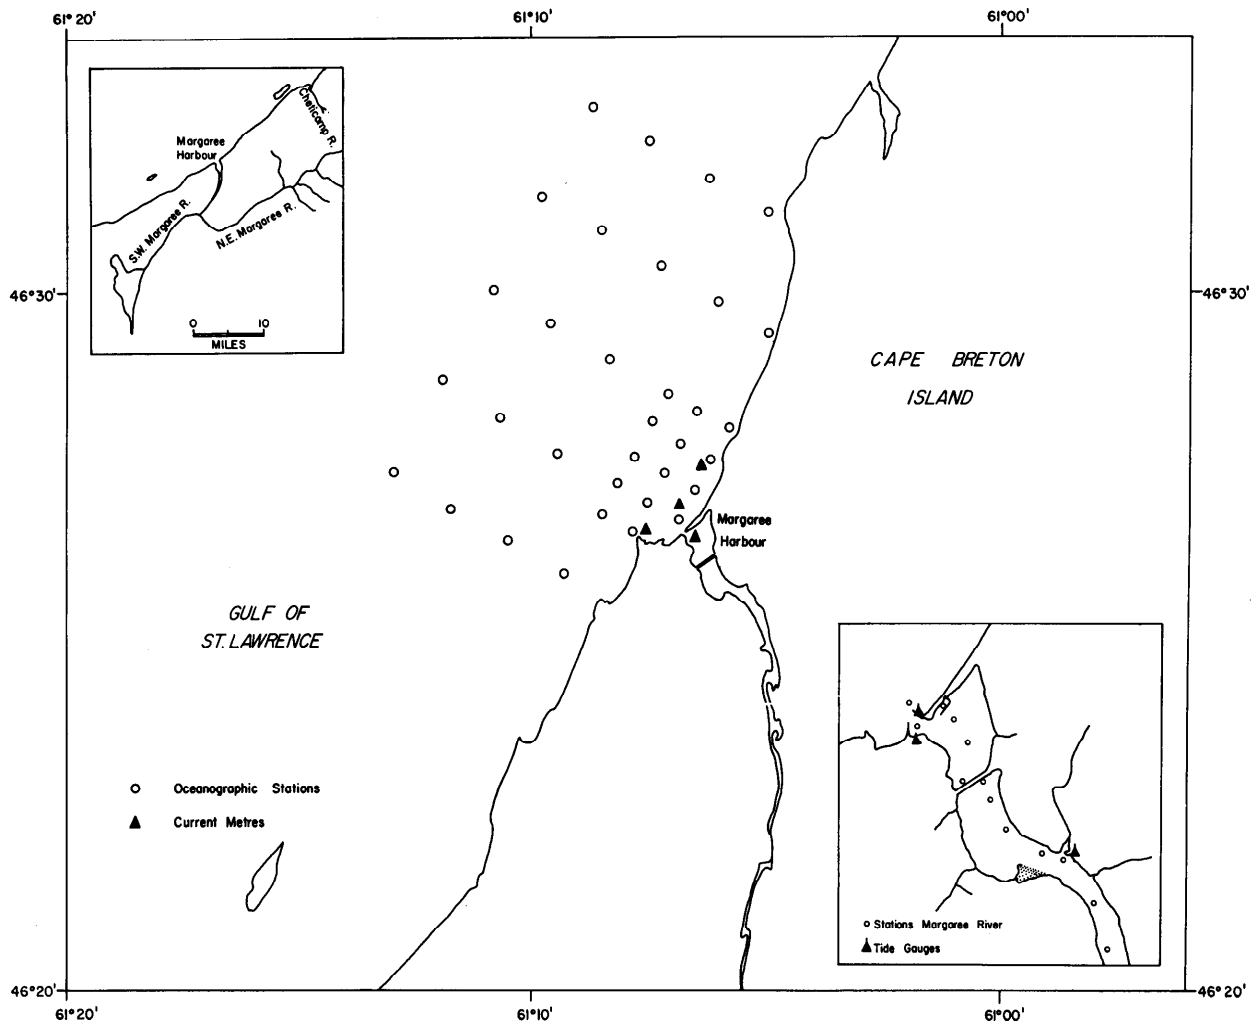 61° 20'
61° 10'
61° 00'
Cheticamp R.
Margaree
Harbour
S.W. Margaree R.
N.E. Margaree R.
0 10
MILES
46° 30'
46° 30'
CAPE BRETON
ISLAND
Margaree
Harbour
GULF OF
ST. LAWRENCE
Oceanographic Stations
Current Metres
Stations Margaree River
Tide Gauges
46° 20'
46° 20'
61° 20'
61° 10'
61° 00'